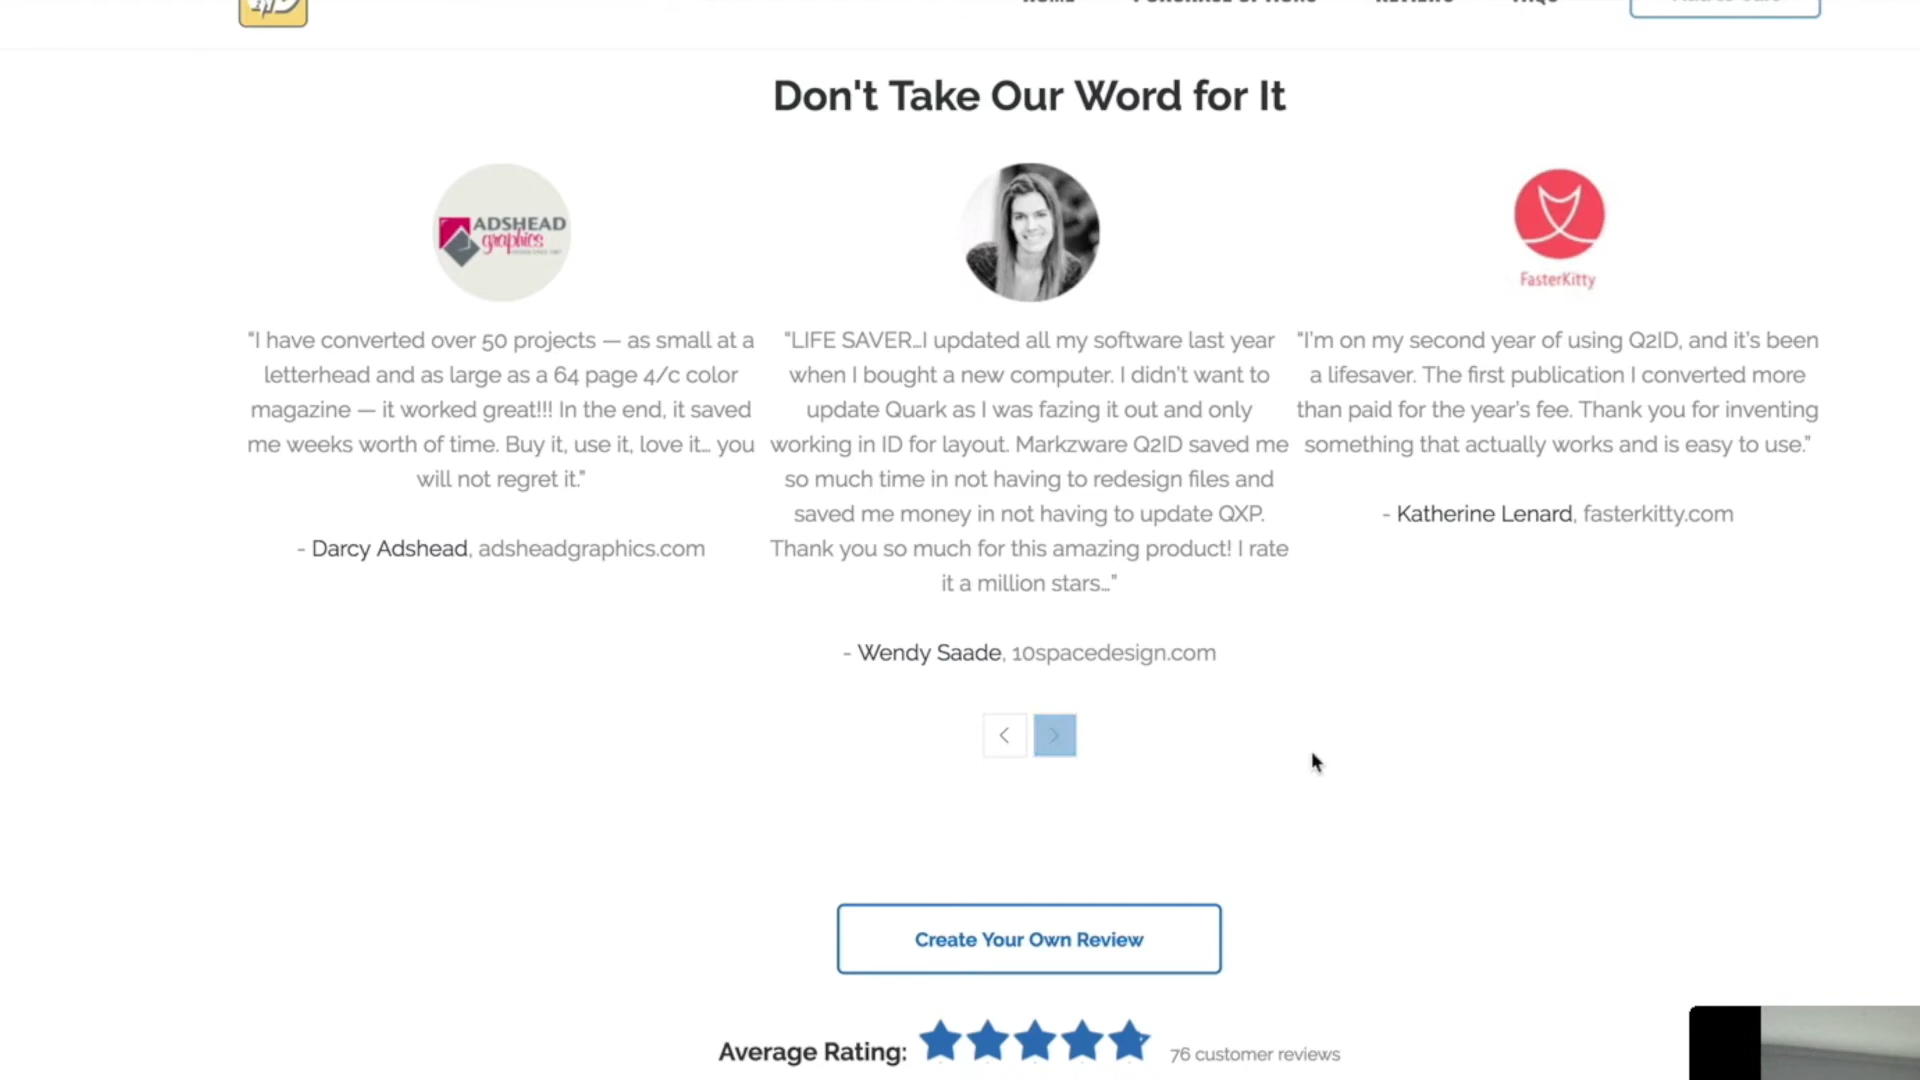 Don't Take Our Word for It
ADSHEAD
graphics
FasterKitty
“I have converted over 50 projects — as small at a
letterhead and as large as a 64 page 4/c color
magazine — it worked great!!! In the end, it saved
me weeks worth of time. Buy it, use it, love it… you
will not regret it.”
- Darcy Adshead, adsheadgraphics.com
“LIFE SAVER…I updated all my software last year
when I bought a new computer. I didn’t want to
update Quark as I was fazing it out and only
working in ID for layout. Markzware Q2ID saved me
so much time in not having to redesign files and
saved me money in not having to update QXP.
Thank you so much for this amazing product! I rate
it a million stars…”
- Wendy Saade, 10spacedesign.com
“I’m on my second year of using Q2ID, and it’s been
a lifesaver. The first publication I converted more
than paid for the year’s fee. Thank you for inventing
something that actually works and is easy to use.”
- Katherine Lenard, fasterkitty.com
Create Your Own Review
Average Rating: 76 customer reviews